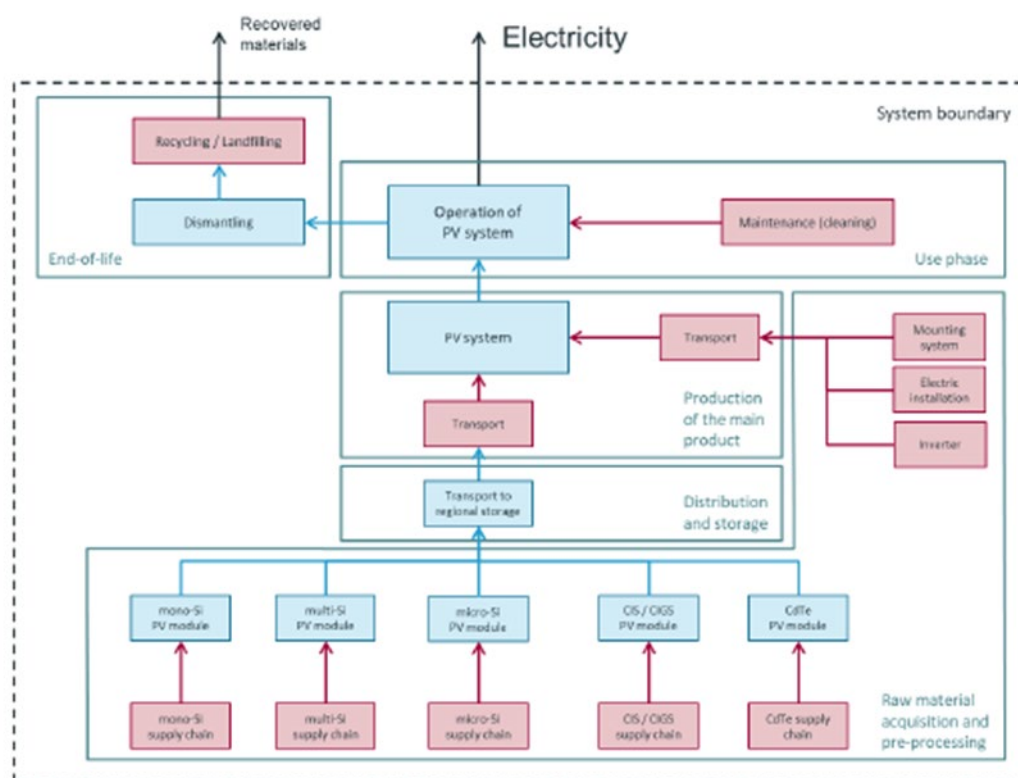 Recovered
materials
Electricity
System boundary
Recycling / Landfilling
Dismantling
End-of-life
Operation of
PV system
Maintenance (cleaning)
Use phase
PV system
Transport
Mounting
system
Electric
installation
Inverter
Transport
Production
of the main
product
Transport to
regional storage
Distribution
and storage
mono-Si
PV module
multi-Si
PV module
micro-Si
PV module
CIS / CIGS
PV module
CdTe
PV module
mono-Si
supply chain
multi-Si
supply chain
micro-Si
supply chain
CIS / CIGS
supply chain
CdTe supply
chain
Raw material
acquisition and
pre-processing